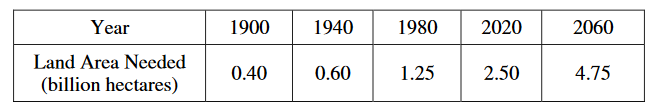 Year 1900 1940 1980 2020 2060
Land Area Needed
(billion hectares) 0.40 0.60 1.25 2.50 4.75